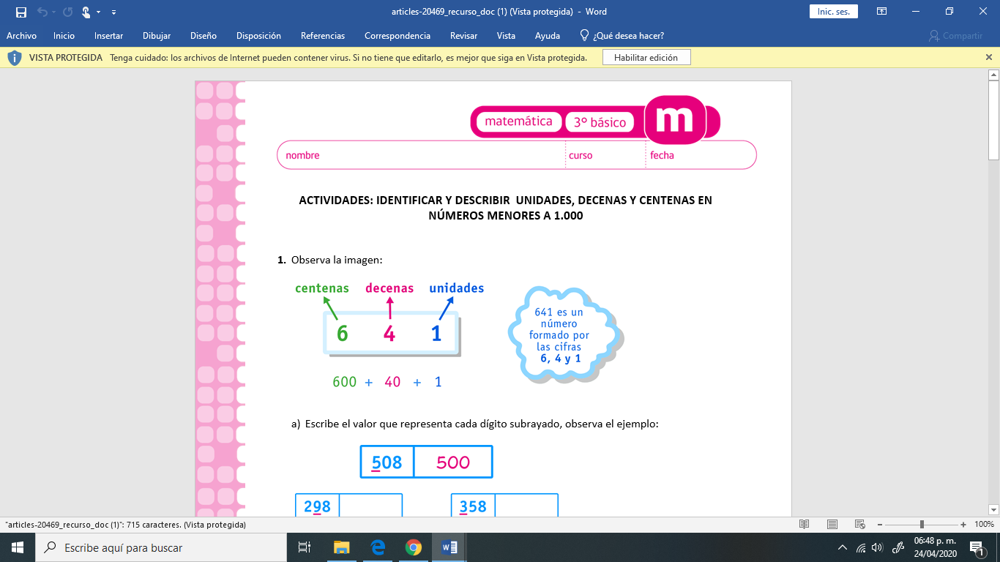 articles-20469_recurso_doc (1) (Vista protegida) - Word
Inic. ses.
Archivo Inicio Insertar Dibujar Diseño Disposición Referencias Correspondencia Revisar Vista Ayuda ¿Qué desea hacer? Compartir
VISTA PROTEGIDA Tenga cuidado: los archivos de Internet pueden contener virus. Si no tiene que editarlo, es mejor que siga en Vista protegida. Habilitar edición
matemática 3° básico m
nombre curso fecha
ACTIVIDADES: IDENTIFICAR Y DESCRIBIR UNIDADES, DECENAS Y CENTENAS EN
NÚMEROS MENORES A 1.000
1. Observa la imagen:
centenas decenas unidades
6 4 1
600 + 40 + 1
641 es un
número
formado por
las cifras
6, 4 y 1
a) Escribe el valor que representa cada dígito subrayado, observa el ejemplo:
508 500
298 358
"articles-20469_recurso_doc (1)": 715 caracteres. (Vista protegida) 100%
Escribe aquí para buscar
06:48 p. m.
24/04/2020
1